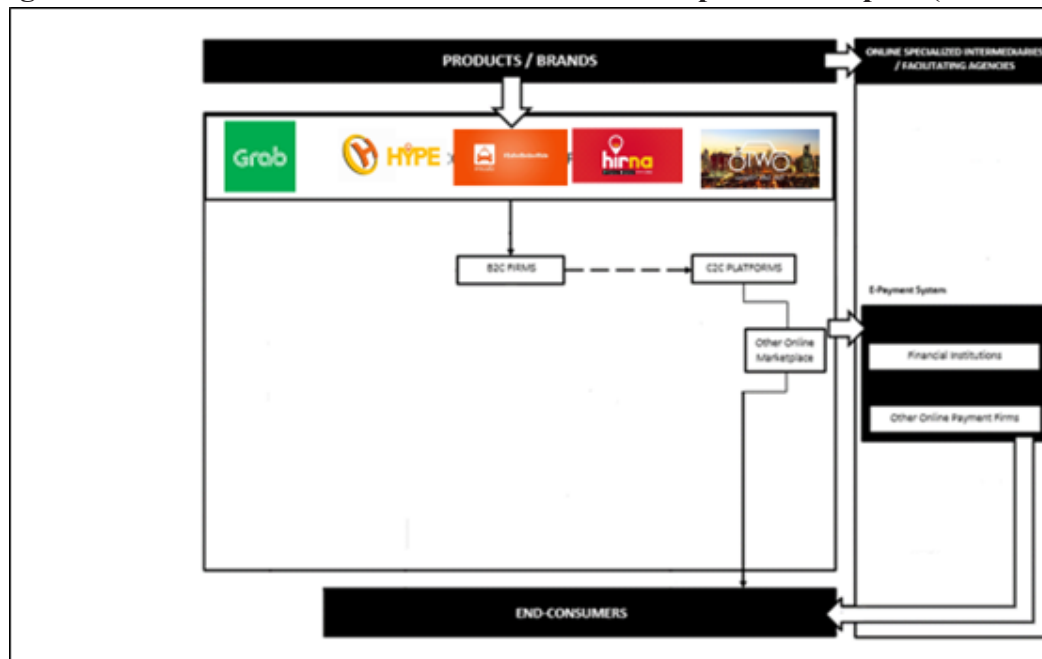 PRODUCTS / BRANDS
ONLINE SPECIALIZED INTERMEDIARIES
/ FACILITATING AGENCIES
Grab
HYPE
hirna
OTWO
B2C FIRMS
C2C PLATFORMS
E-Payment System
Other Online
Marketplace
Financial Institutions
Other Online Payment Firms
END-CONSUMERS